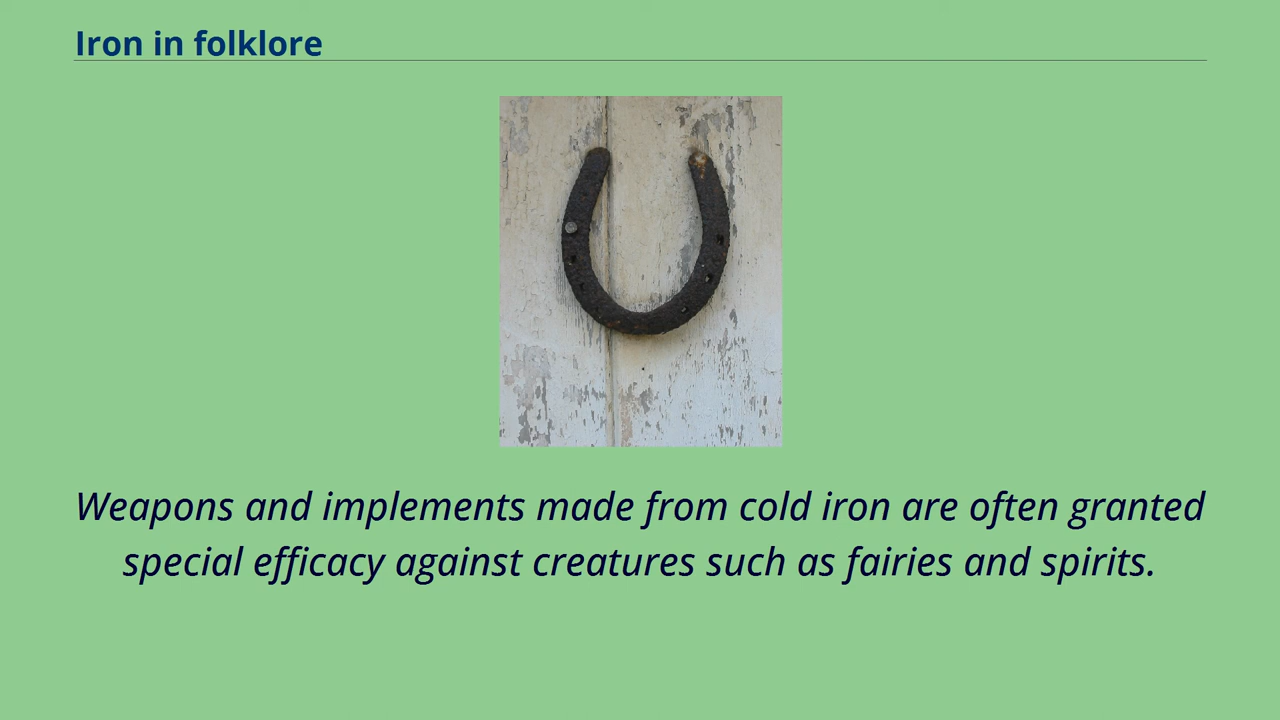 Iron in folklore
Weapons and implements made from cold iron are often granted
special efficacy against creatures such as fairies and spirits.